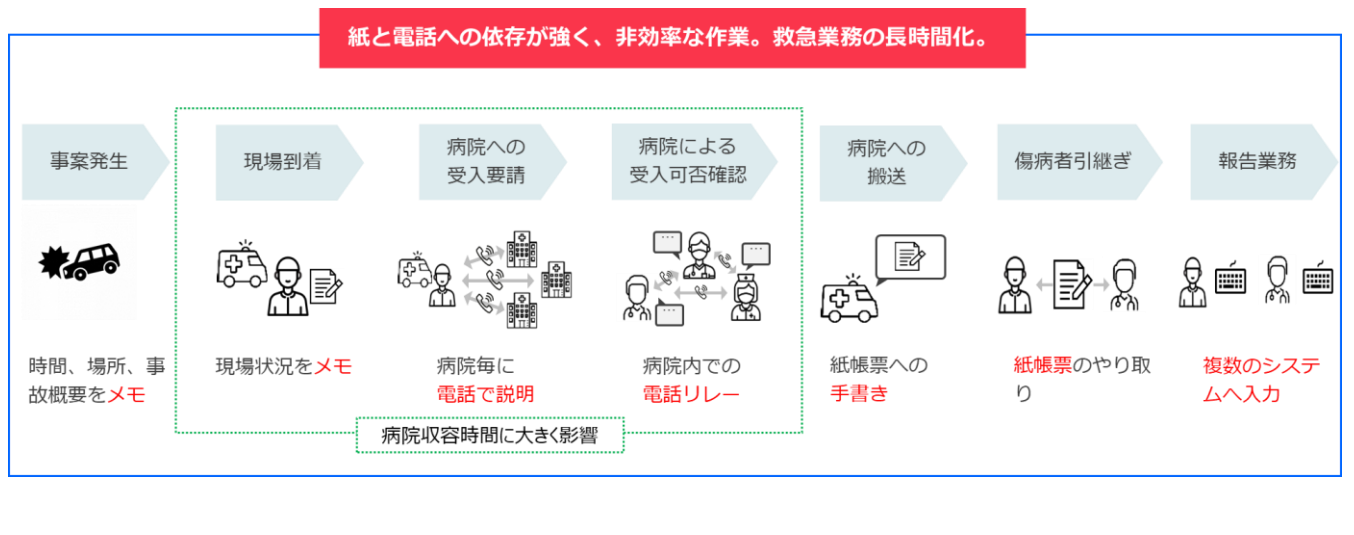 紙と電話への依存が強く、非効率な作業。救急業務の長時間化。
事案発生
現場到着
病院への
受入要請
病院による
受入可否確認
病院への
搬送
傷病者引継ぎ
報告業務
時間、場所、事
故概要をメモ
現場状況をメモ
病院毎に
電話で説明
病院内での
電話リレー
紙帳票への
手書き
紙帳票のやり取
り
複数のシステ
ムへ入力
病院収容時間に大きく影響